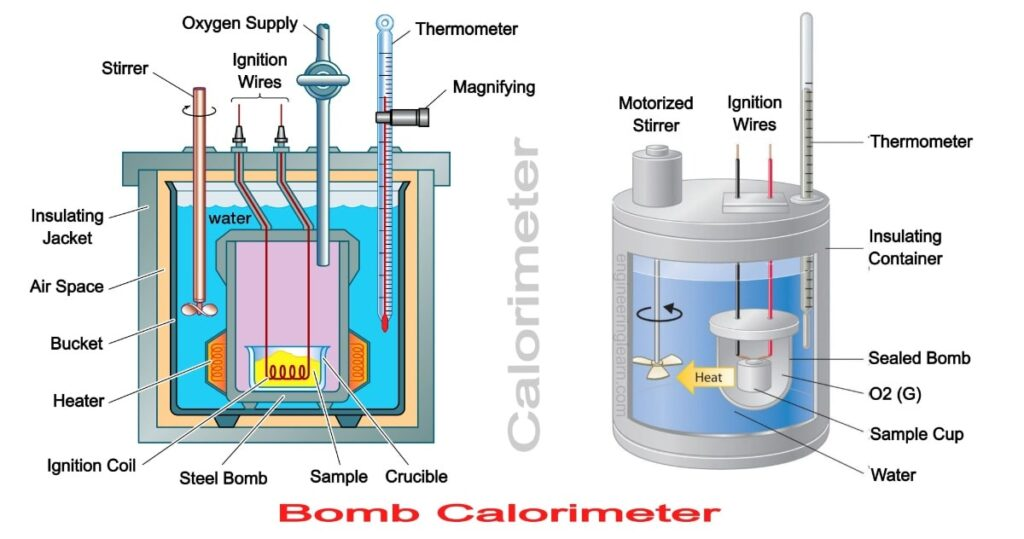 Oxygen Supply
Thermometer
Ignition
Wires
Stirrer
Magnifying
water
Insulating
Jacket
Air Space
Bucket
Heater
Ignition Coil
Steel Bomb
Sample
Crucible
Calorimeter
Motorized
Stirrer
Ignition
Wires
Thermometer
Insulating
Container
engineeringlearn.com
Sealed Bomb
Heat
O2 (G)
Sample Cup
Water
Bomb Calorimeter